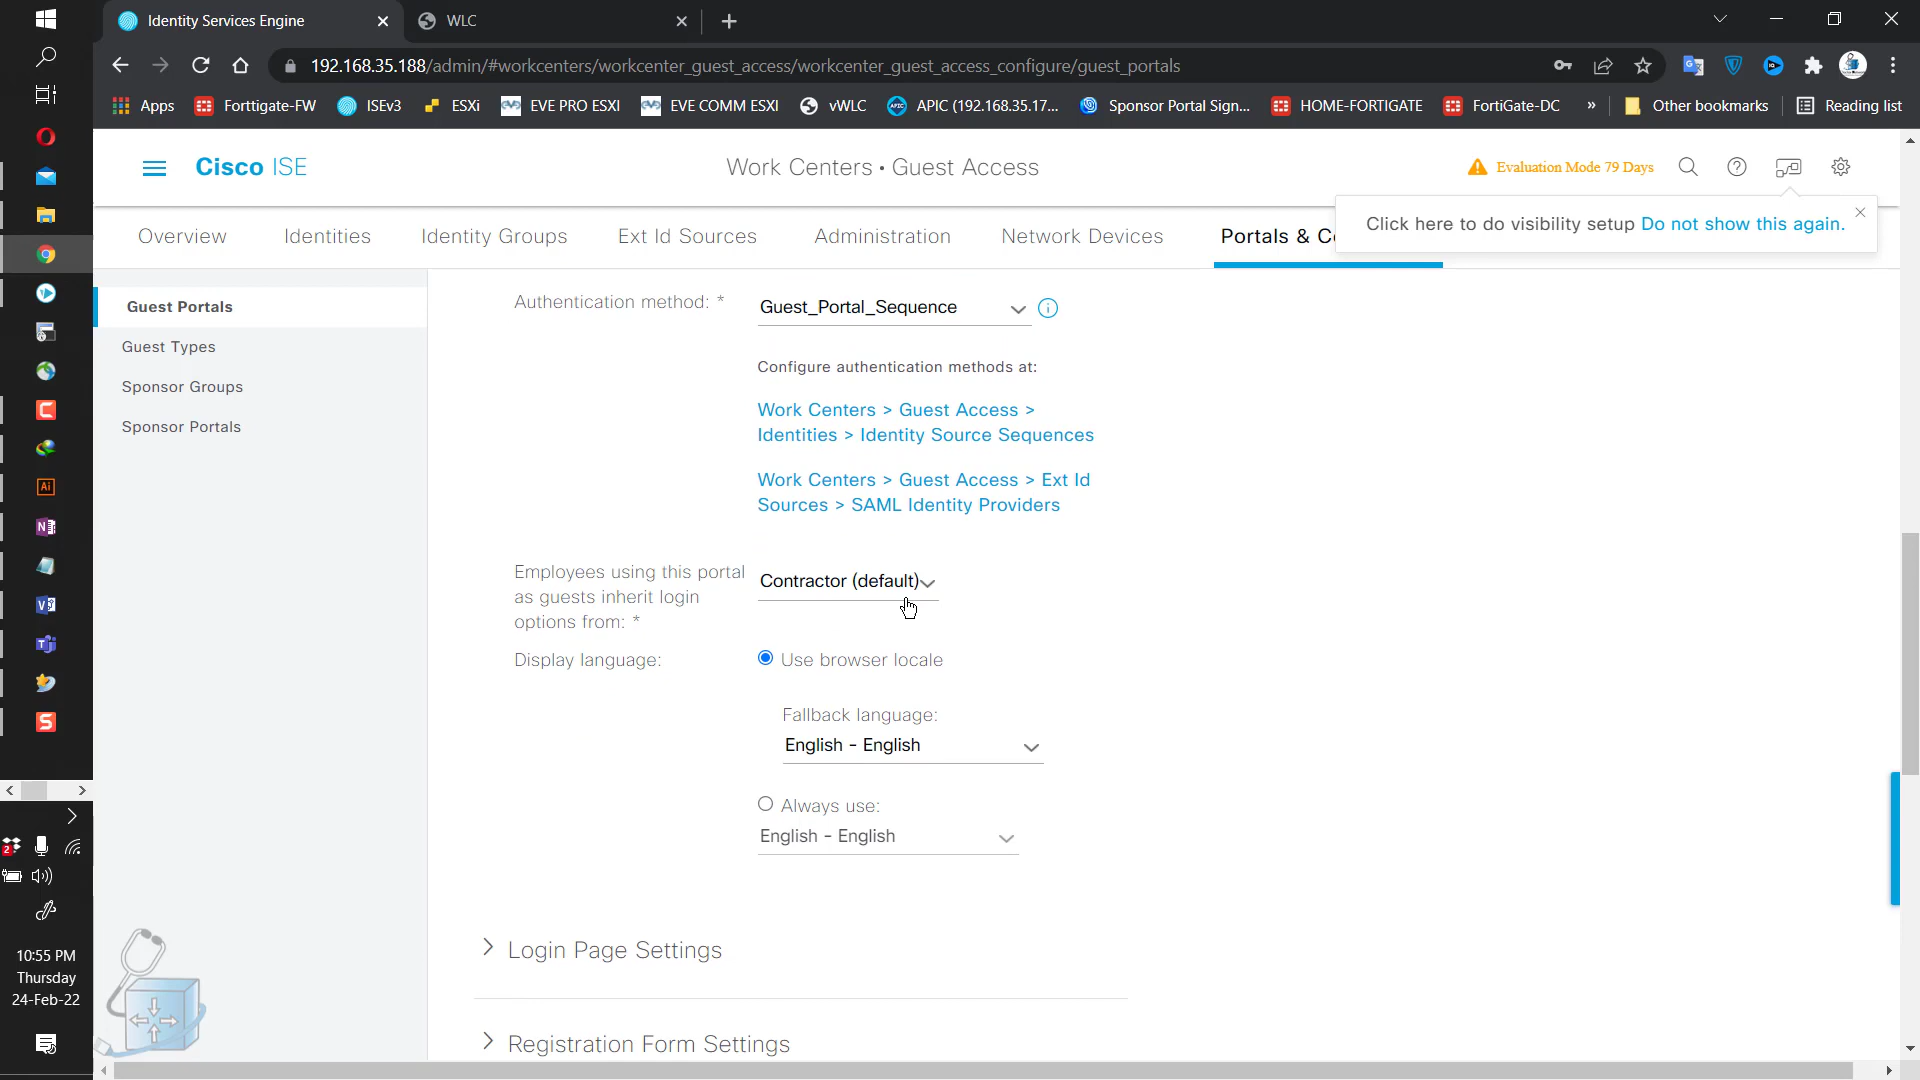 Identity Services Engine
WLC
192.168.35.188/admin/#workcenters/workcenter_guest_access/workcenter_guest_access_configure/guest_portals
Apps
Forttigate-FW
ISEv3
ESXi
EVE PRO ESXI
EVE COMM ESXI
vWLC
APIC (192.168.35.17...
Sponsor Portal Sign...
HOME-FORTIGATE
FortiGate-DC
»
Other bookmarks
Reading list
Cisco ISE
Work Centers • Guest Access
Evaluation Mode 79 Days
Click here to do visibility setup Do not show this again.
Overview
Identities
Identity Groups
Ext Id Sources
Administration
Network Devices
Portals & C
Guest Portals
Guest Types
Sponsor Groups
Sponsor Portals
Authentication method: *
Guest_Portal_Sequence
Configure authentication methods at:
Work Centers > Guest Access >
Identities > Identity Source Sequences
Work Centers > Guest Access > Ext Id
Sources > SAML Identity Providers
Employees using this portal
as guests inherit login
options from: *
Contractor (default)
Display language:
Use browser locale
Fallback language:
English - English
Always use:
English - English
Login Page Settings
Registration Form Settings
10:55 PM
Thursday
24-Feb-22